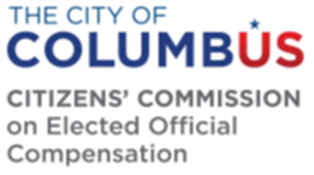 THE CITY OF
COLUMBUS
CITIZENS' COMMISSION
on Elected Official
Compensation